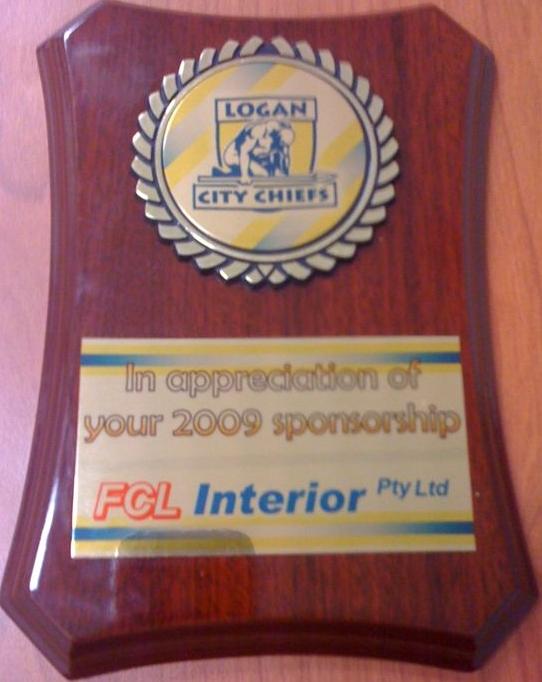 LOGAN
CITY CHIEFS
In appreciation of
your 2009 sponsorship
FCL Interior Pty Ltd